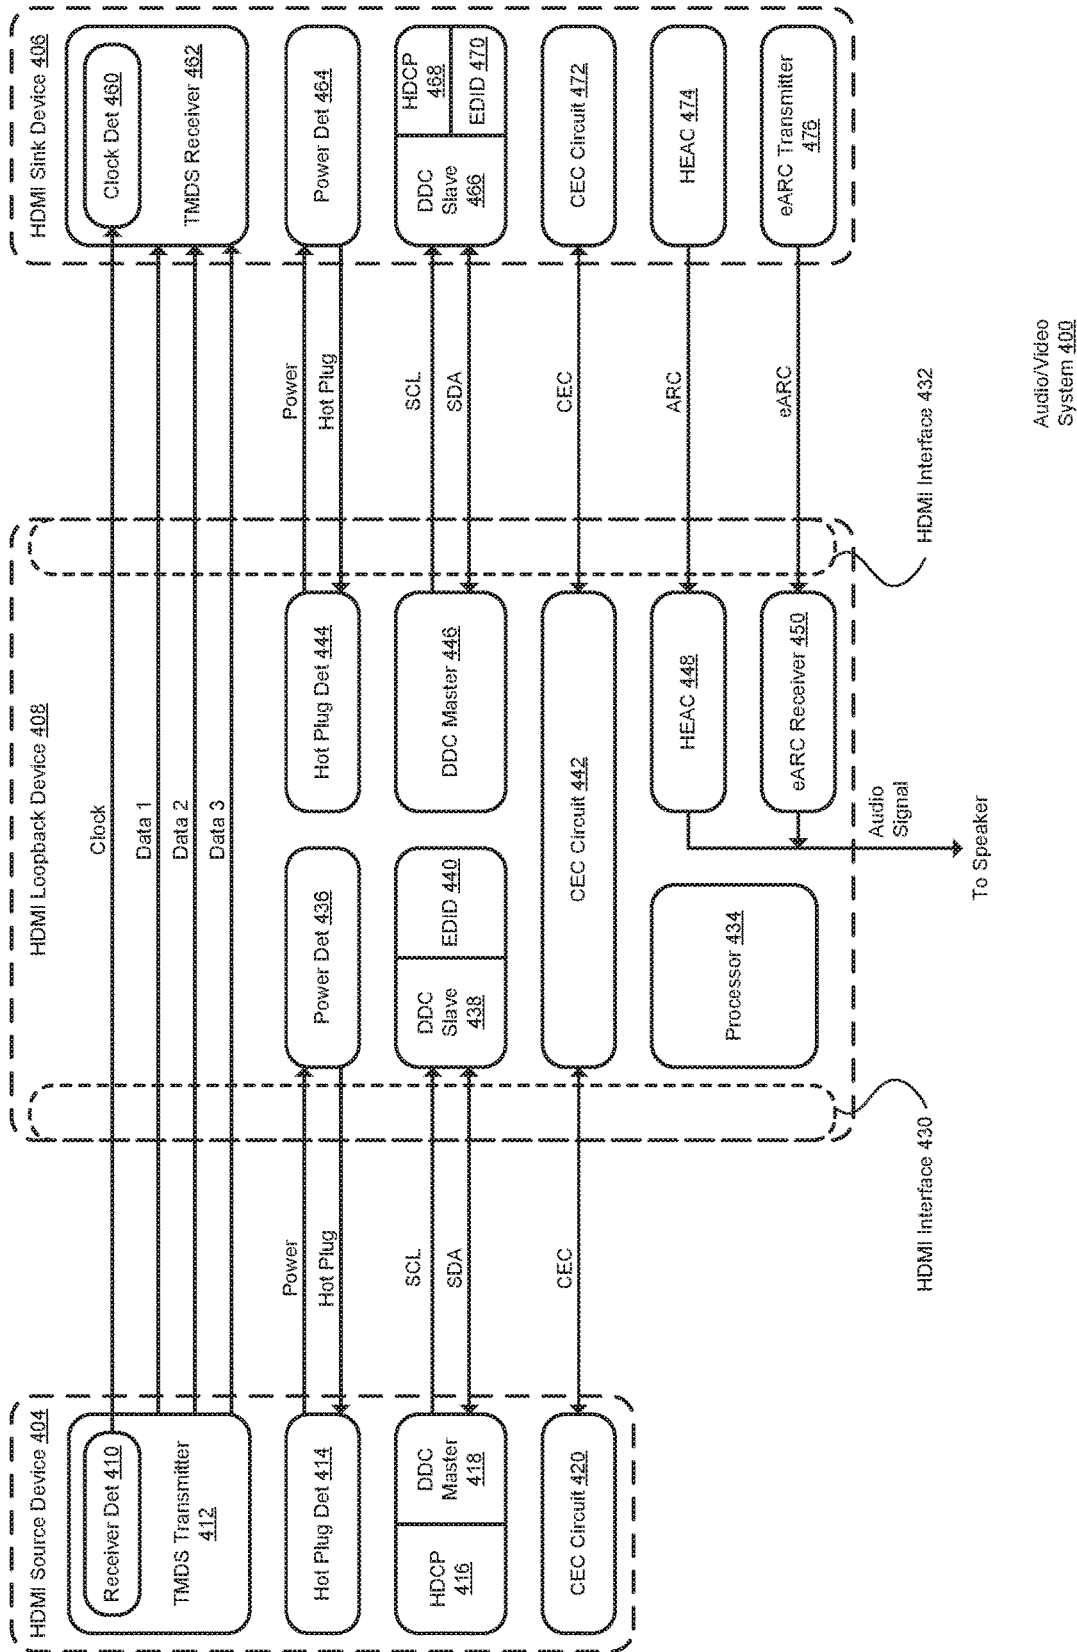 HDMI Source Device 404
Receiver Det 410
TMDS Transmitter
412
Hot Plug Det 414
HDCP
416
DDC
Master
418
CEC Circuit 420
Power
Hot Plug
SCL
SDA
CEC
HDMI Interface 430
HDMI Loopback Device 408
Clock
Data 1
Data 2
Data 3
Power Det 436
Hot Plug Det 444
DDC
Slave
438
EDID 440
DDC Master 446
CEC Circuit 442
Processor 434
HEAC 448
eARC Receiver 450
Audio
Signal
To Speaker
Power
Hot Plug
SCL
SDA
CEC
ARC
eARC
HDMI Interface 432
HDMI Sink Device 406
Clock Det 460
TMDS Receiver 462
Power Det 464
DDC
Slave
466
HDCP
468
EDID 470
CEC Circuit 472
HEAC 474
eARC Transmitter
476
Audio/Video
System 400